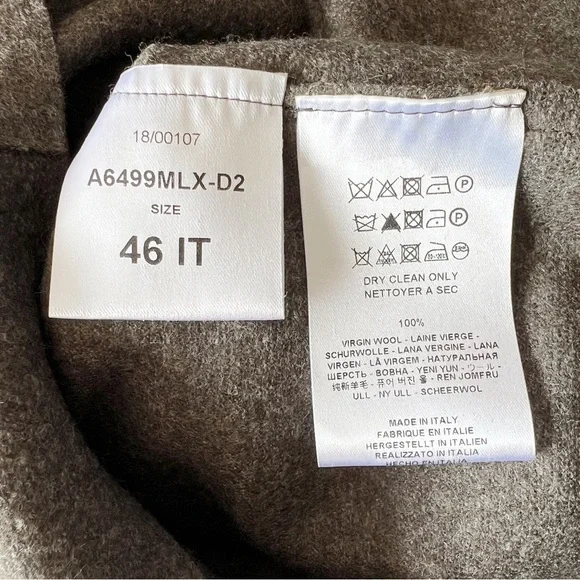 18/00107
A6499MLX-D2
SIZE
46 IT
DRY CLEAN ONLY
NETTOYER A SEC
100%
VIRGIN WOOL - LAINE VIERGE -
SCHURWOLLE - LANA VERGINE - LANA
VIRGEN - LÃ VIRGEM - НАТУРАЛЬНАЯ
ШЕРСТЬ - ВОВНА - YENI YUN - ウール -
纯新羊毛 - 퓨어 버진 울 - REN JOMFRU
ULL - NY ULL - SCHEERWOL
MADE IN ITALY
FABRIQUE EN ITALIE
HERGESTELLT IN ITALIEN
REALIZZATO IN ITALIA
HECHO EN ITALIA